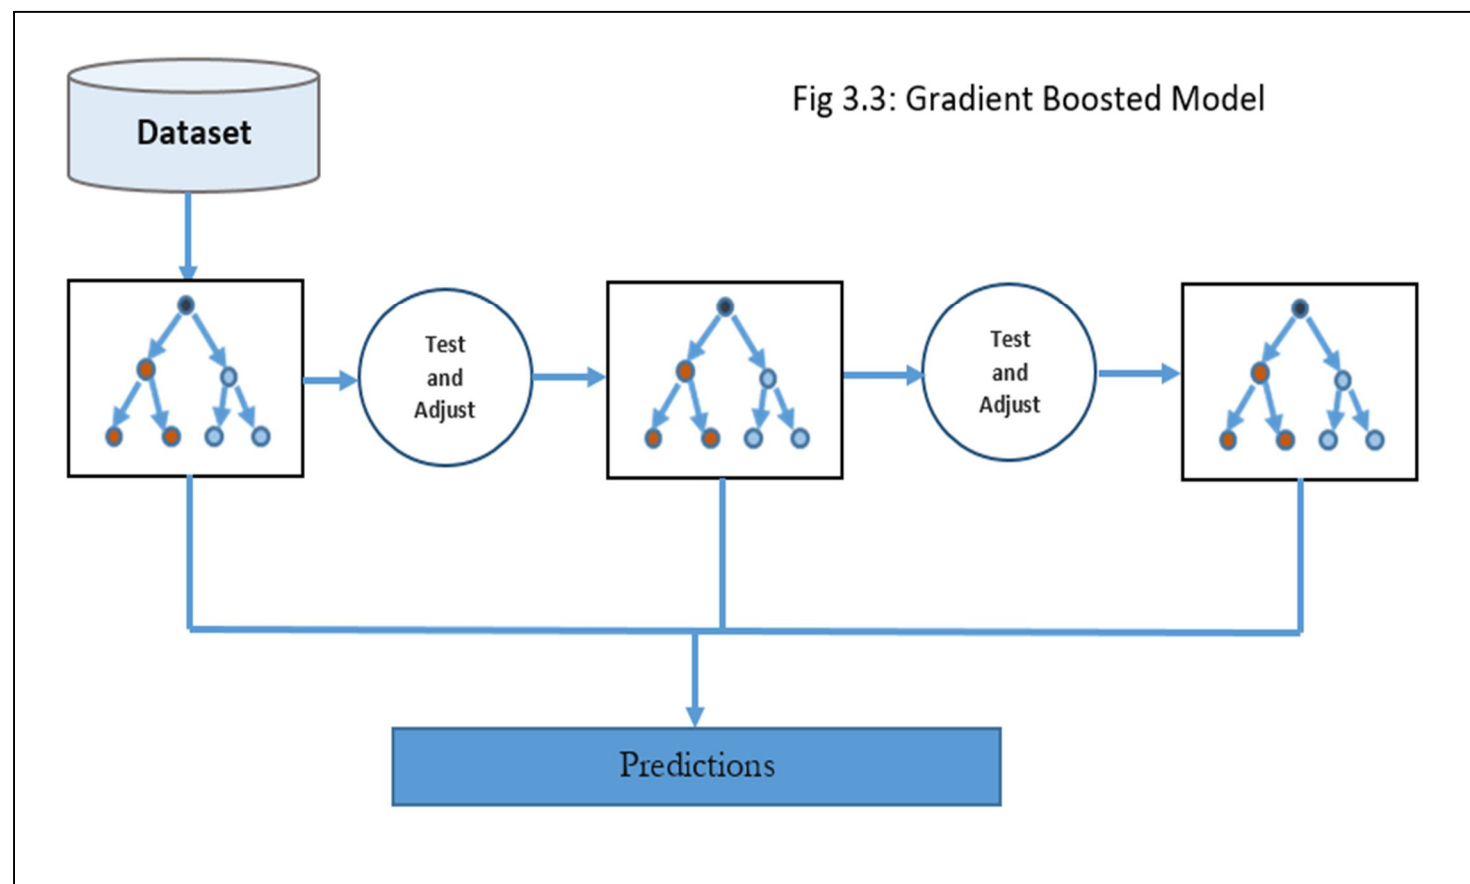 Fig 3.3: Gradient Boosted Model
Dataset
Test
and
Adjust
Test
and
Adjust
Predictions